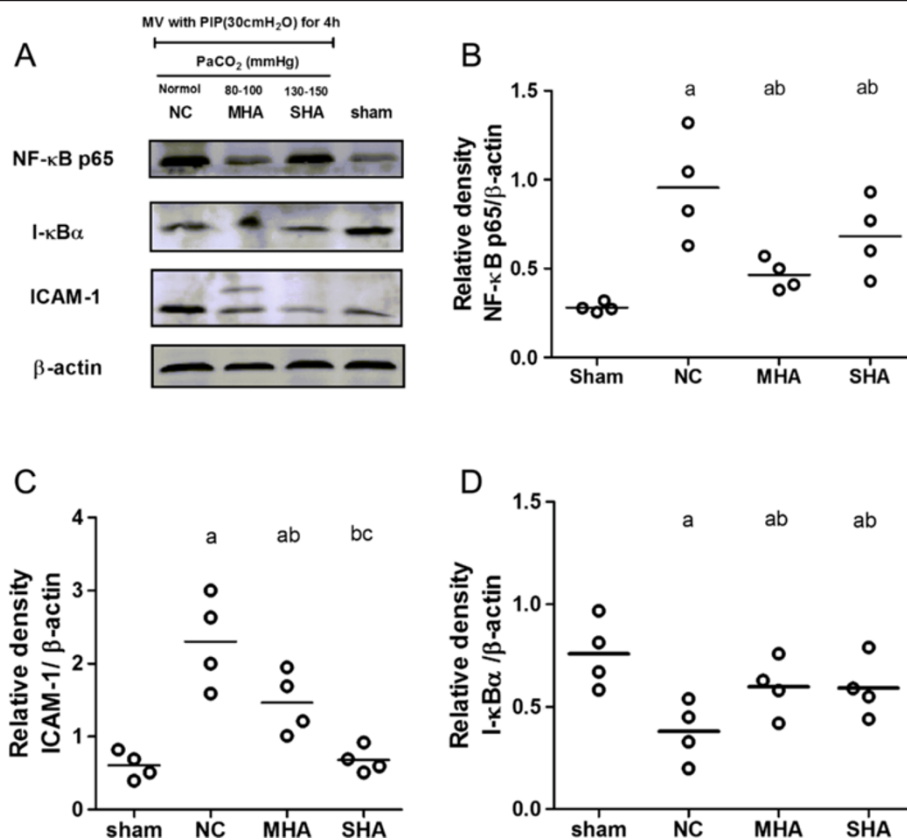 MV with PIP(30cmH2O) for 4h
A
PaCO2 (mmHg)
Normol 80-100 130-150
NC MHA SHA sham
NF-κB p65
I-κBα
ICAM-1
β-actin
B
a ab ab
1.5
1.0
0.5
0.0
Relative density
NF-κ B p65/β-actin
Sham NC MHA SHA
C
a ab bc
4
3
2
1
0
Relative density
ICAM-1/ β-actin
sham NC MHA SHA
D
a ab ab
1.5
1.0
0.5
0.0
Relative density
I-κBα /β-actin
sham NC MHA SHA